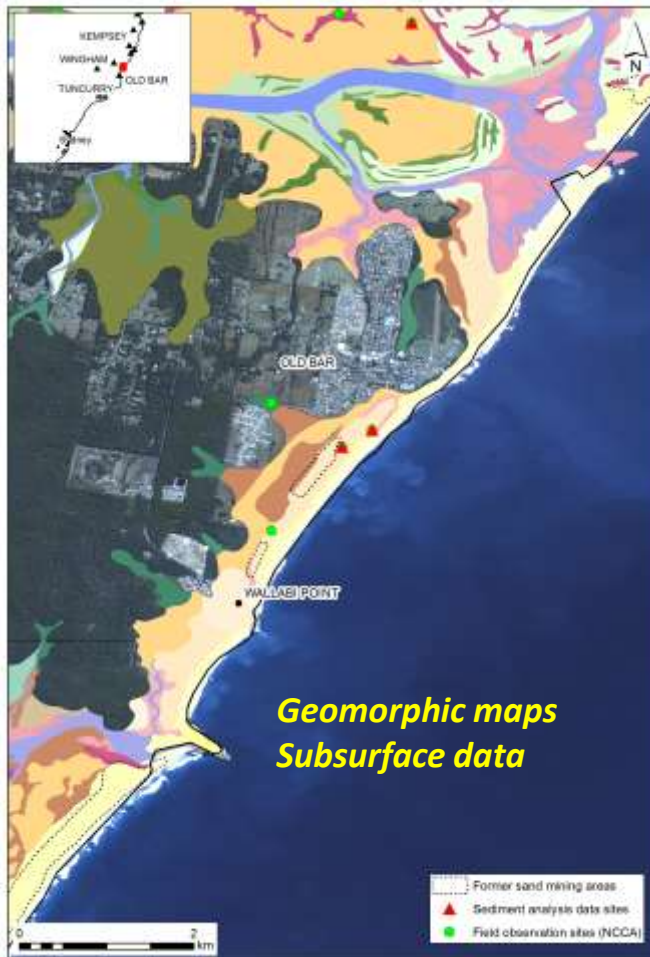 KEMPSEY
WINGHAM
OLD BAR
TUNCURRY
Sydney
N
OLD BAR
WALLABI POINT
Geomorphic maps
Subsurface data
Former sand mining areas
Sediment analysis data sites
Field observation sites (NCCA)
0 2
km